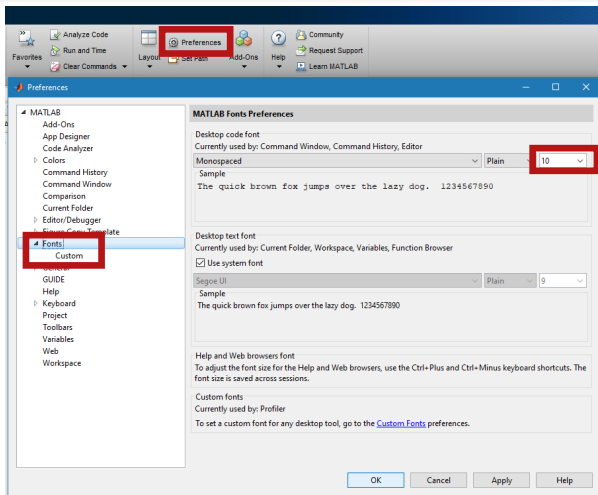 Favorites
Analyze Code
Run and Time
Clear Commands
Layout
Preferences
Set Path
Add-Ons
Help
Community
Request Support
Learn MATLAB
Preferences
MATLAB
Add-Ons
App Designer
Code Analyzer
Colors
Command History
Command Window
Comparison
Current Folder
Editor/Debugger
Figure Copy Template
Fonts
Custom
General
GUIDE
Help
Keyboard
Project
Toolbars
Variables
Web
Workspace
MATLAB Fonts Preferences
Desktop code font
Currently used by: Command Window, Command History, Editor
Monospaced Plain 10
Sample
The quick brown fox jumps over the lazy dog. 1234567890
Desktop text font
Currently used by: Current Folder, Workspace, Variables, Function Browser
Use system font
Segoe UI Plain 9
Sample
The quick brown fox jumps over the lazy dog. 1234567890
Help and Web browsers font
To adjust the font size for the Help and Web browsers, use the Ctrl+Plus and Ctrl+Minus keyboard shortcuts. The
font size is saved across sessions.
Custom fonts
Currently used by: Profiler
To set a custom font for any desktop tool, go to the Custom Fonts preferences.
OK Cancel Apply Help